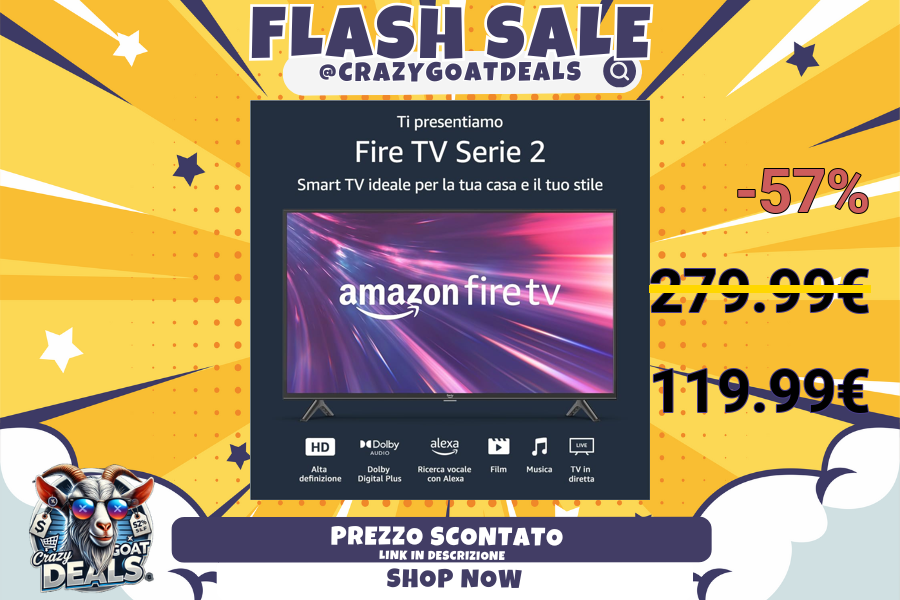 FLASH SALE
@CRAZYGOATDEALS
Ti presentiamo
Fire TV Serie 2
Smart TV ideale per la tua casa e il tuo stile
-57%
279.99€
119.99€
amazon fire tv
HD
Alta
definizione
Dolby
AUDIO
Dolby
Digital Plus
alexa
Ricerca vocale
con Alexa
Film
Musica
LIVE
TV in
diretta
$
52%
Crazy
GOAT
DEALS
PREZZO SCONTATO
LINK IN DESCRIZIONE
SHOP NOW